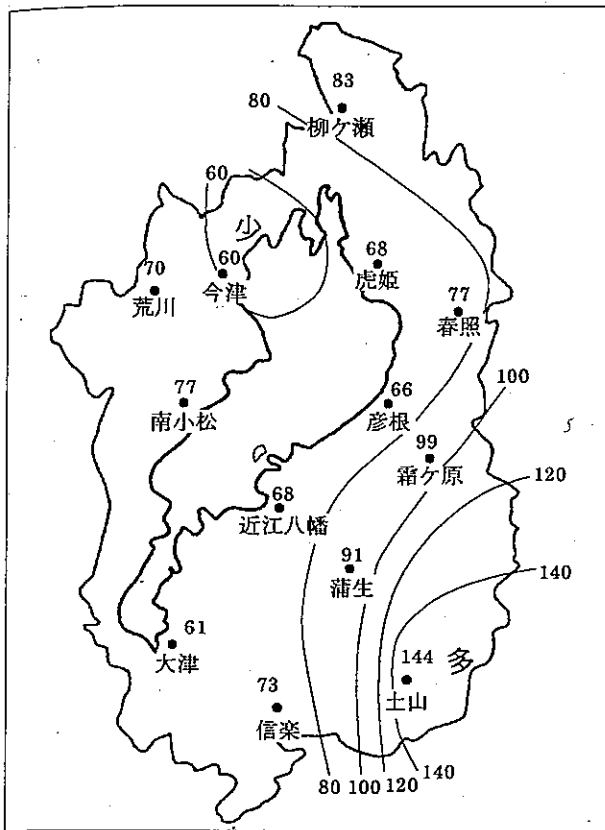 83
80
柳ケ瀬
60
小
60
今津
70
荒川
68
虎姫
77
春照
77
南小松
66
彦根
100
99
霜ケ原
120
68
近江八幡
91
蒲生
140
61
大津
144
土山
多
73
信楽
80
100
120
140